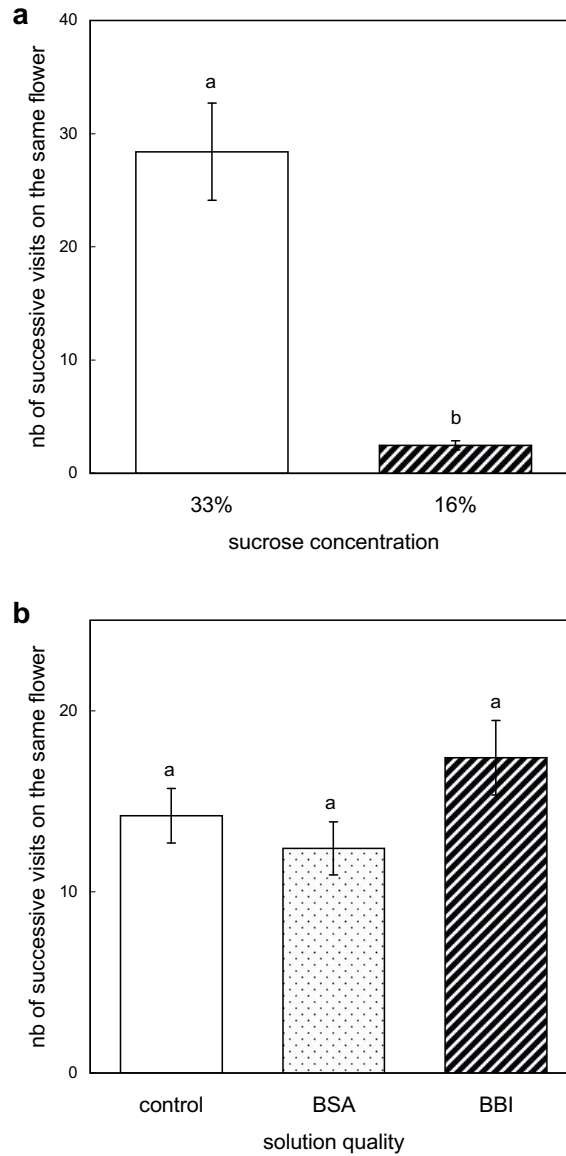 a
nb of successive visits on the same flower
40
30
20
10
0
a
b
33%
16%
sucrose concentration
b
nb of successive visits on the same flower
20
10
0
a
a
a
control
BSA
BBI
solution quality